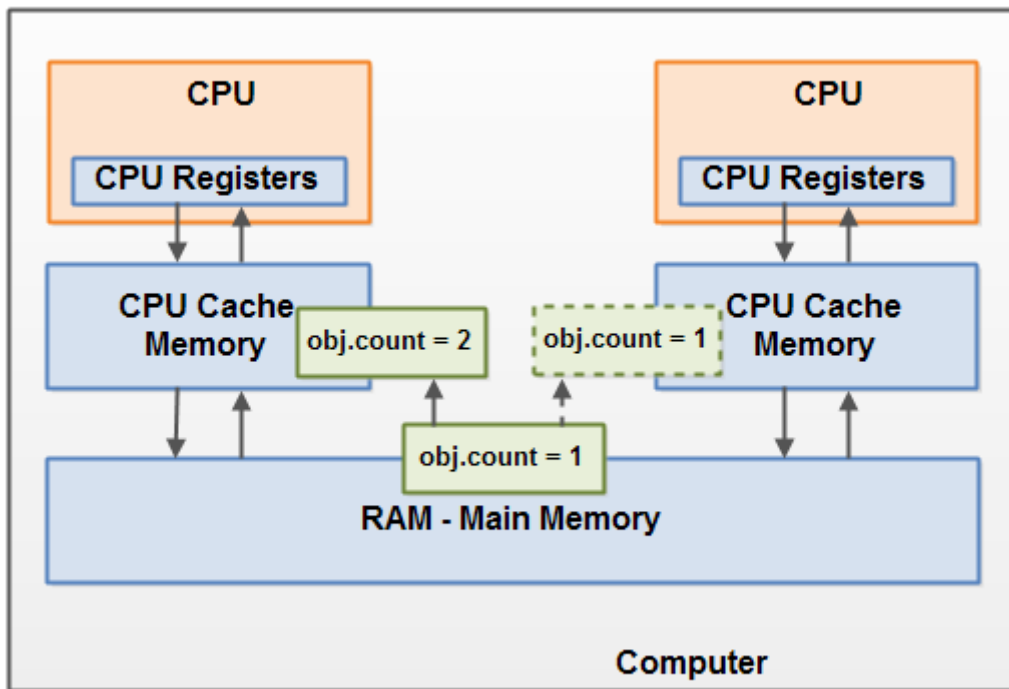 CPU
CPU
CPU Registers
CPU Registers
CPU Cache
Memory
CPU Cache
Memory
obj.count = 2
obj.count = 1
obj.count = 1
RAM - Main Memory
Computer